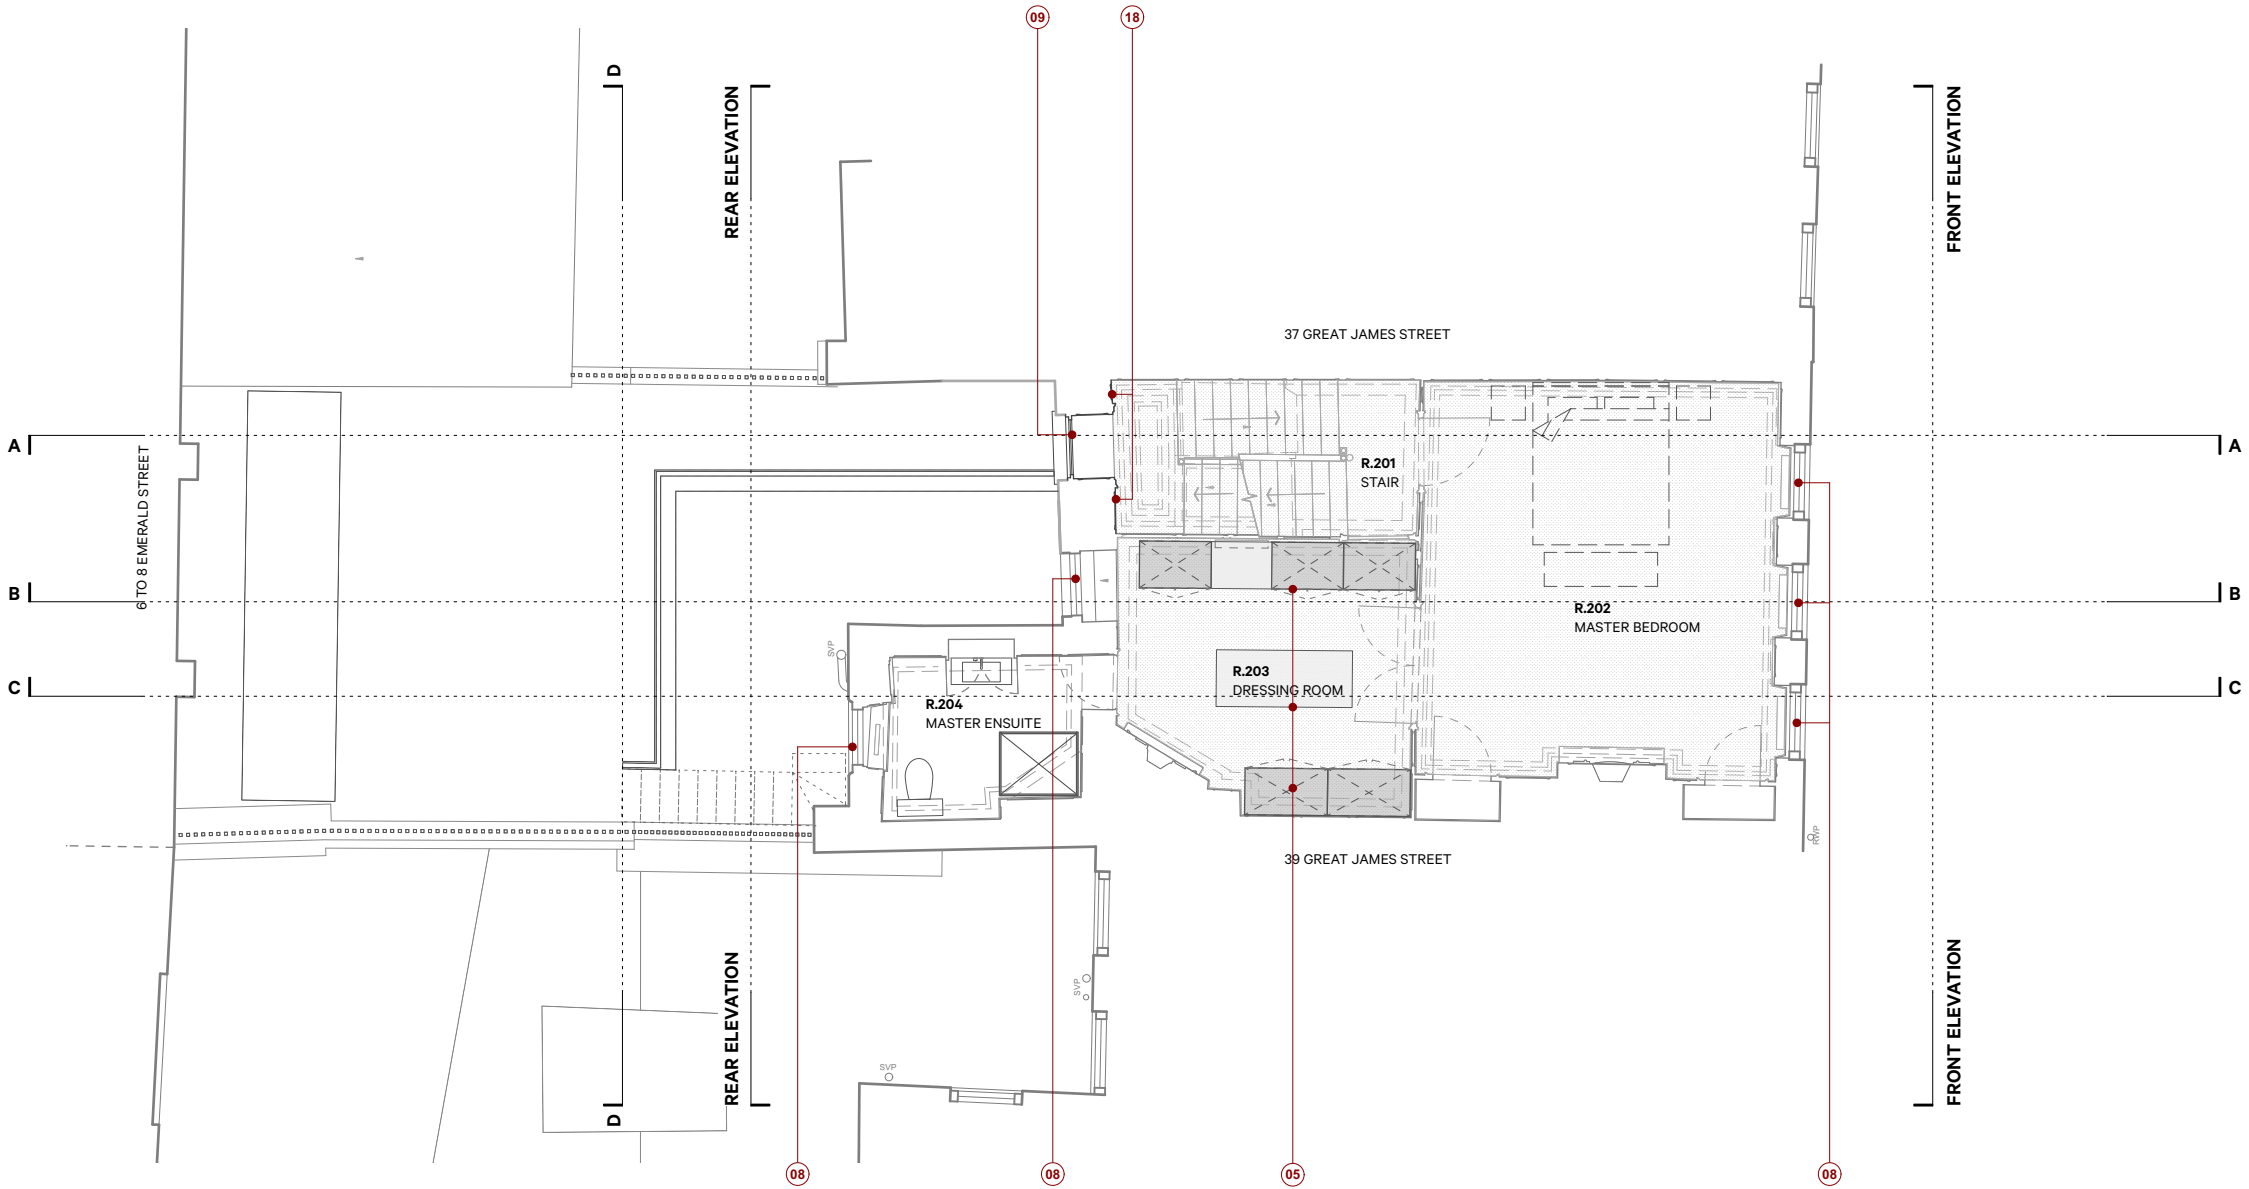 09
18
D
REAR ELEVATION
FRONT ELEVATION
37 GREAT JAMES STREET
A
A
6 TO 8 EMERALD STREET
R.201
STAIR
B
B
R.202
MASTER BEDROOM
SVP
R.203
DRESSING ROOM
C
C
R.204
MASTER ENSUITE
RWP
39 GREAT JAMES STREET
SVP
SVP
REAR ELEVATION
FRONT ELEVATION
D
08
08
05
08